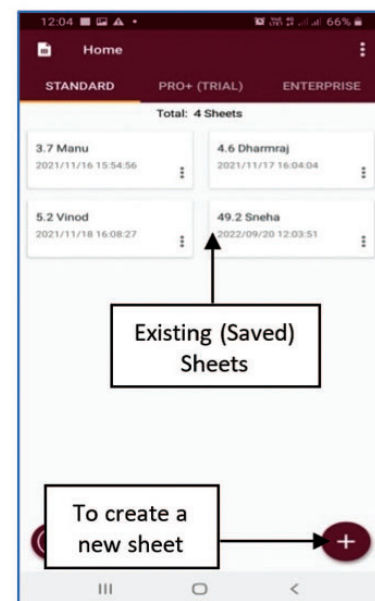 12:04
66%
Home
STANDARD PRO+ (TRIAL) ENTERPRISE
Total: 4 Sheets
3.7 Manu
2021/11/16 15:54:56
4.6 Dharmraj
2021/11/17 16:04:04
5.2 Vinod
2021/11/18 16:08:27
49.2 Sneha
2022/09/20 12:03:51
Existing (Saved)
Sheets
To create a
new sheet